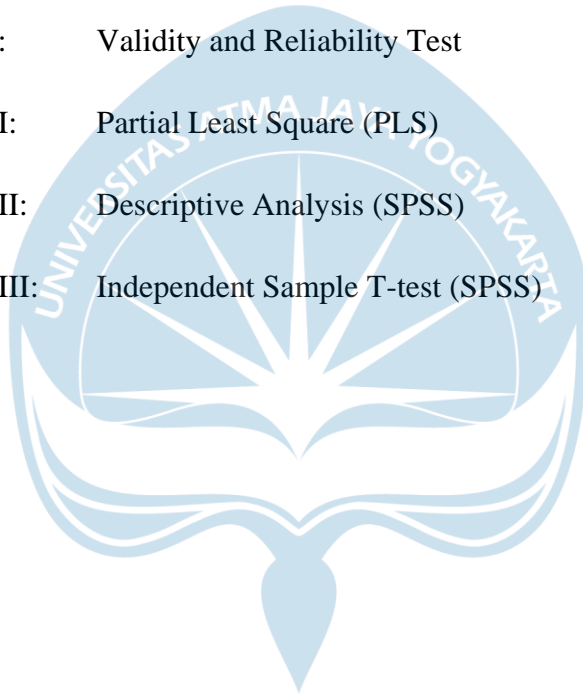 : Validity and Reliability Test
I: Partial Least Square (PLS)
II: Descriptive Analysis (SPSS)
III: Independent Sample T-test (SPSS)
UNIVERSITAS ATMA JAYA YOGYAKARTA